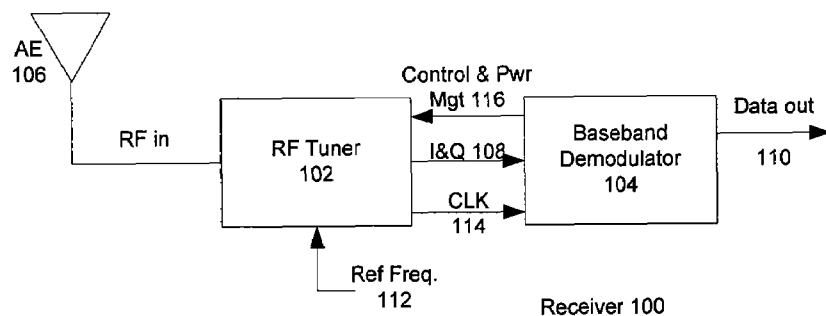 AE
106
RF in
RF Tuner
102
Control & Pwr
Mgt 116
I&Q 108
CLK
114
Baseband
Demodulator
104
Data out
110
Ref Freq.
112
Receiver 100